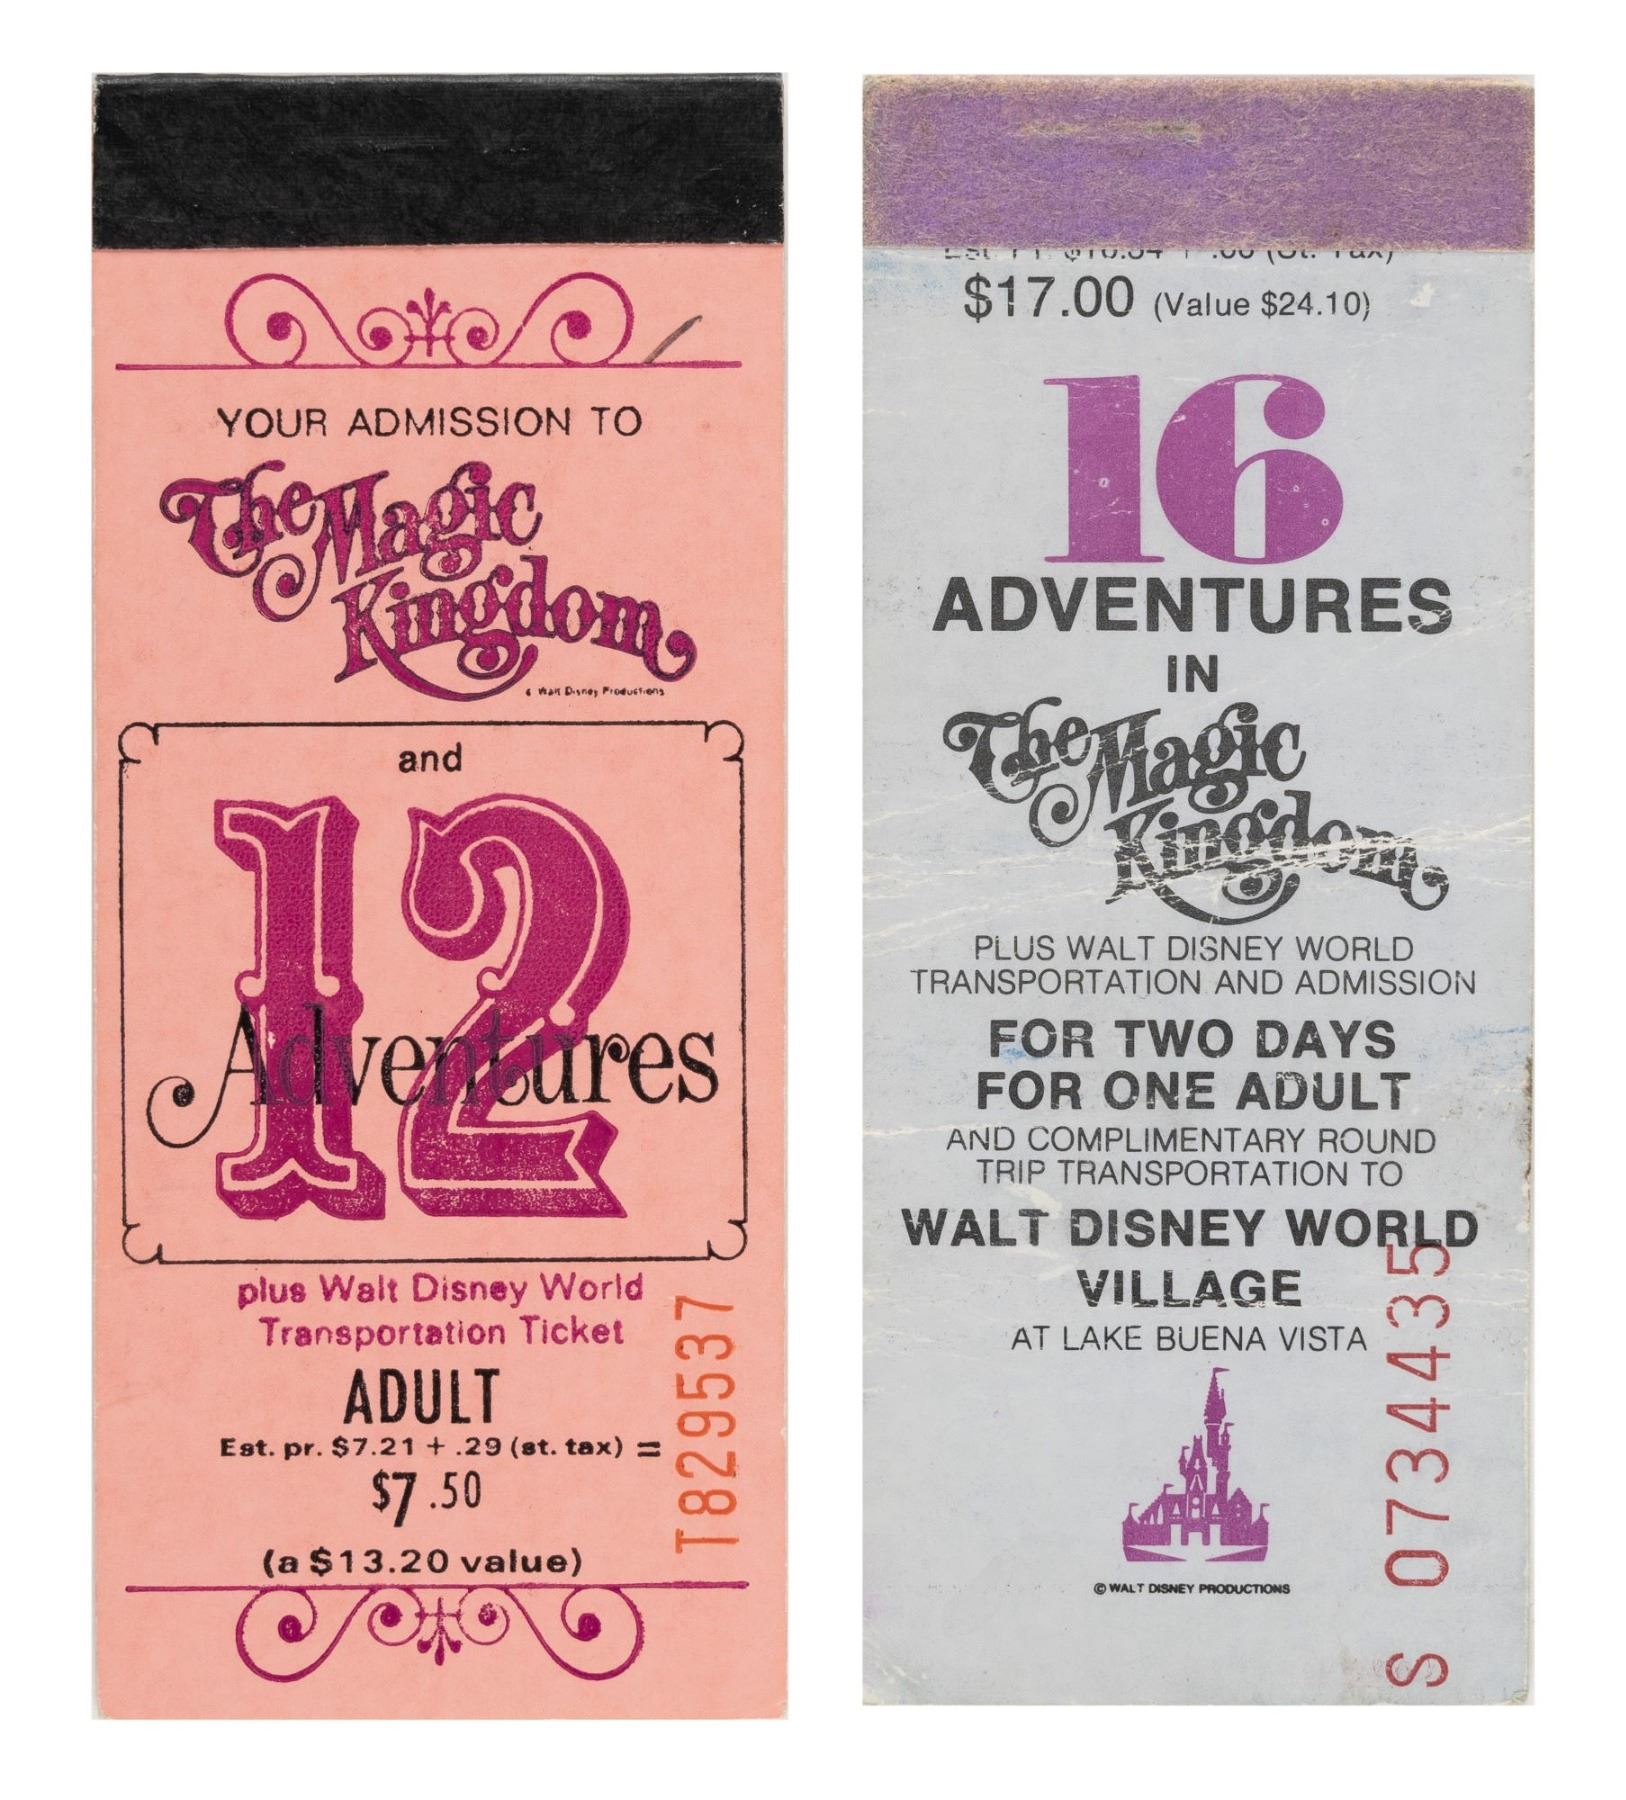 YOUR ADMISSION TO
The Magic
Kingdom
© Walt Disney Productions
and
12
Adventures
plus Walt Disney World
Transportation Ticket
ADULT
Est. pr. $7.21 + .29 (st. tax) =
$7.50
(a $13.20 value)
T829537
$17.00 (Value $24.10)
16
ADVENTURES
IN
The Magic
Kingdom
PLUS WALT DISNEY WORLD
TRANSPORTATION AND ADMISSION
FOR TWO DAYS
FOR ONE ADULT
AND COMPLIMENTARY ROUND
TRIP TRANSPORTATION TO
WALT DISNEY WORLD
VILLAGE
AT LAKE BUENA VISTA
© WALT DISNEY PRODUCTIONS
S 0734435